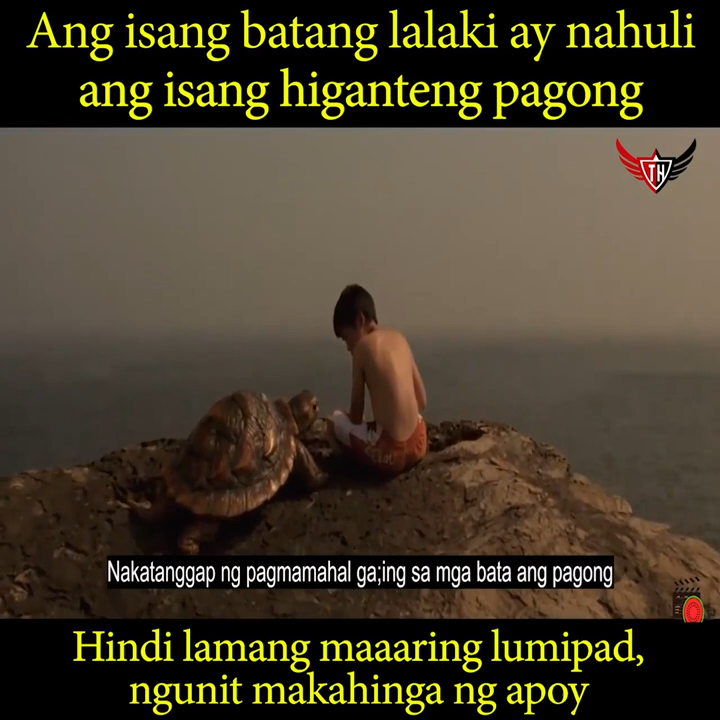 Ang isang batang lalaki ay nahuli
ang isang higanteng pagong
TH
Nakatanggap ng pagmamahal ga;ing sa mga bata ang pagong
Hindi lamang maaaring lumipad,
ngunit makahinga ng apoy